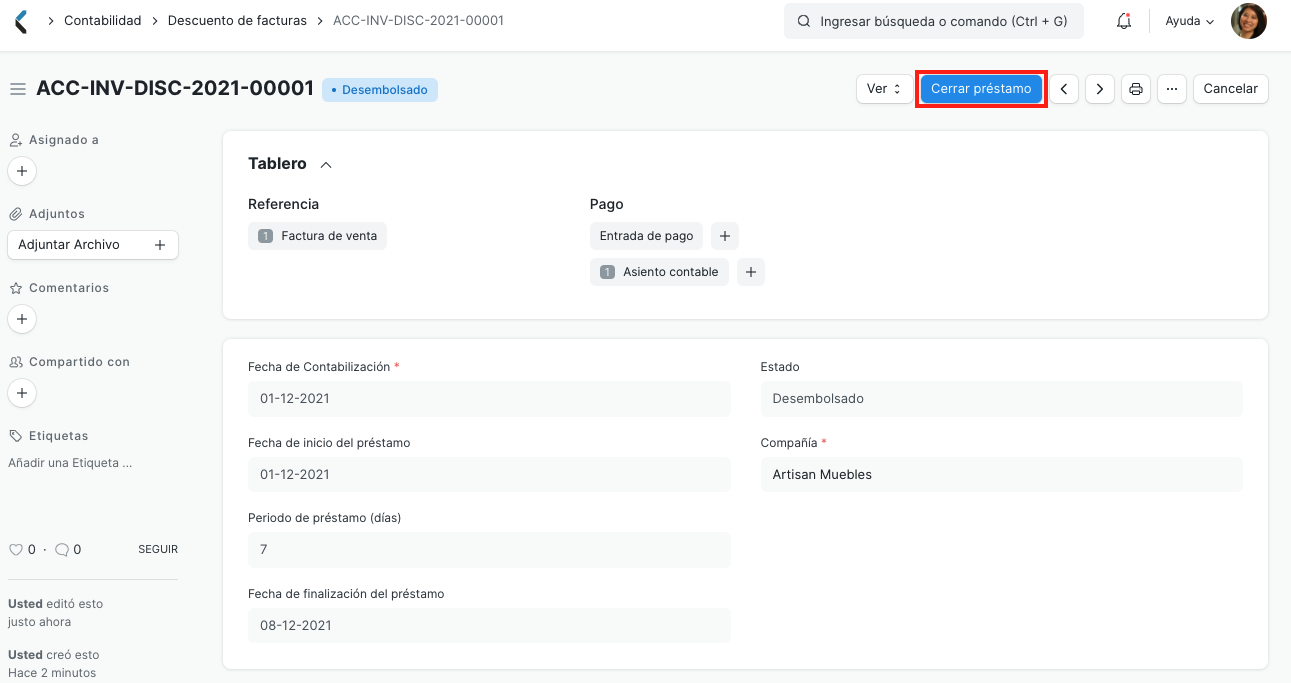 Contabilidad
Descuento de facturas
ACC-INV-DISC-2021-00001
Ingresar búsqueda o comando (Ctrl + G)
Ayuda
ACC-INV-DISC-2021-00001
Desembolsado
Ver
Cerrar préstamo
Cancelar
Asignado a
Adjuntos
Adjuntar Archivo
Comentarios
Compartido con
Etiquetas
Añadir una Etiqueta ...
0 · 0
SEGUIR
Usted editó esto
justo ahora
Usted creó esto
Hace 2 minutos
Tablero
Referencia
1 Factura de venta
Pago
Entrada de pago
1 Asiento contable
Fecha de Contabilización *
01-12-2021
Fecha de inicio del préstamo
01-12-2021
Periodo de préstamo (días)
7
Fecha de finalización del préstamo
08-12-2021
Estado
Desembolsado
Compañía *
Artisan Muebles